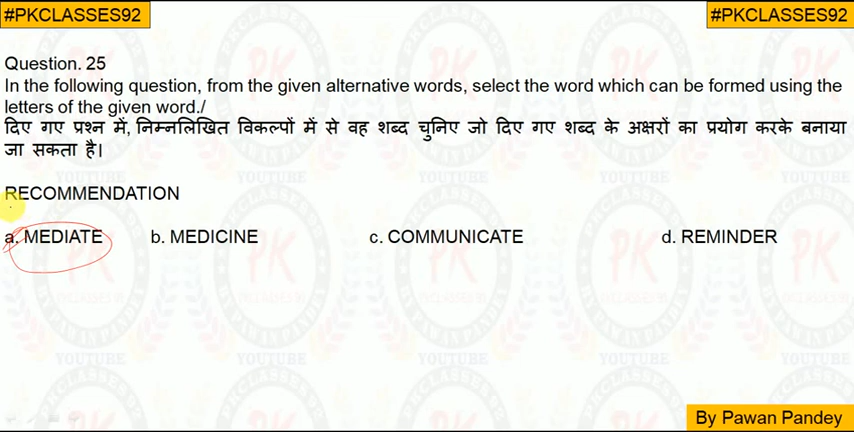 #PKCLASSES92 #PKCLASSES92
Question. 25
In the following question, from the given alternative words, select the word which can be formed using the
letters of the given word./
दिए गए प्रश्न में, निम्नलिखित विकल्पों में से वह शब्द चुनिए जो दिए गए शब्द के अक्षरों का प्रयोग करके बनाया
जा सकता है।
RECOMMENDATION
a. MEDIATE b. MEDICINE c. COMMUNICATE d. REMINDER
By Pawan Pandey